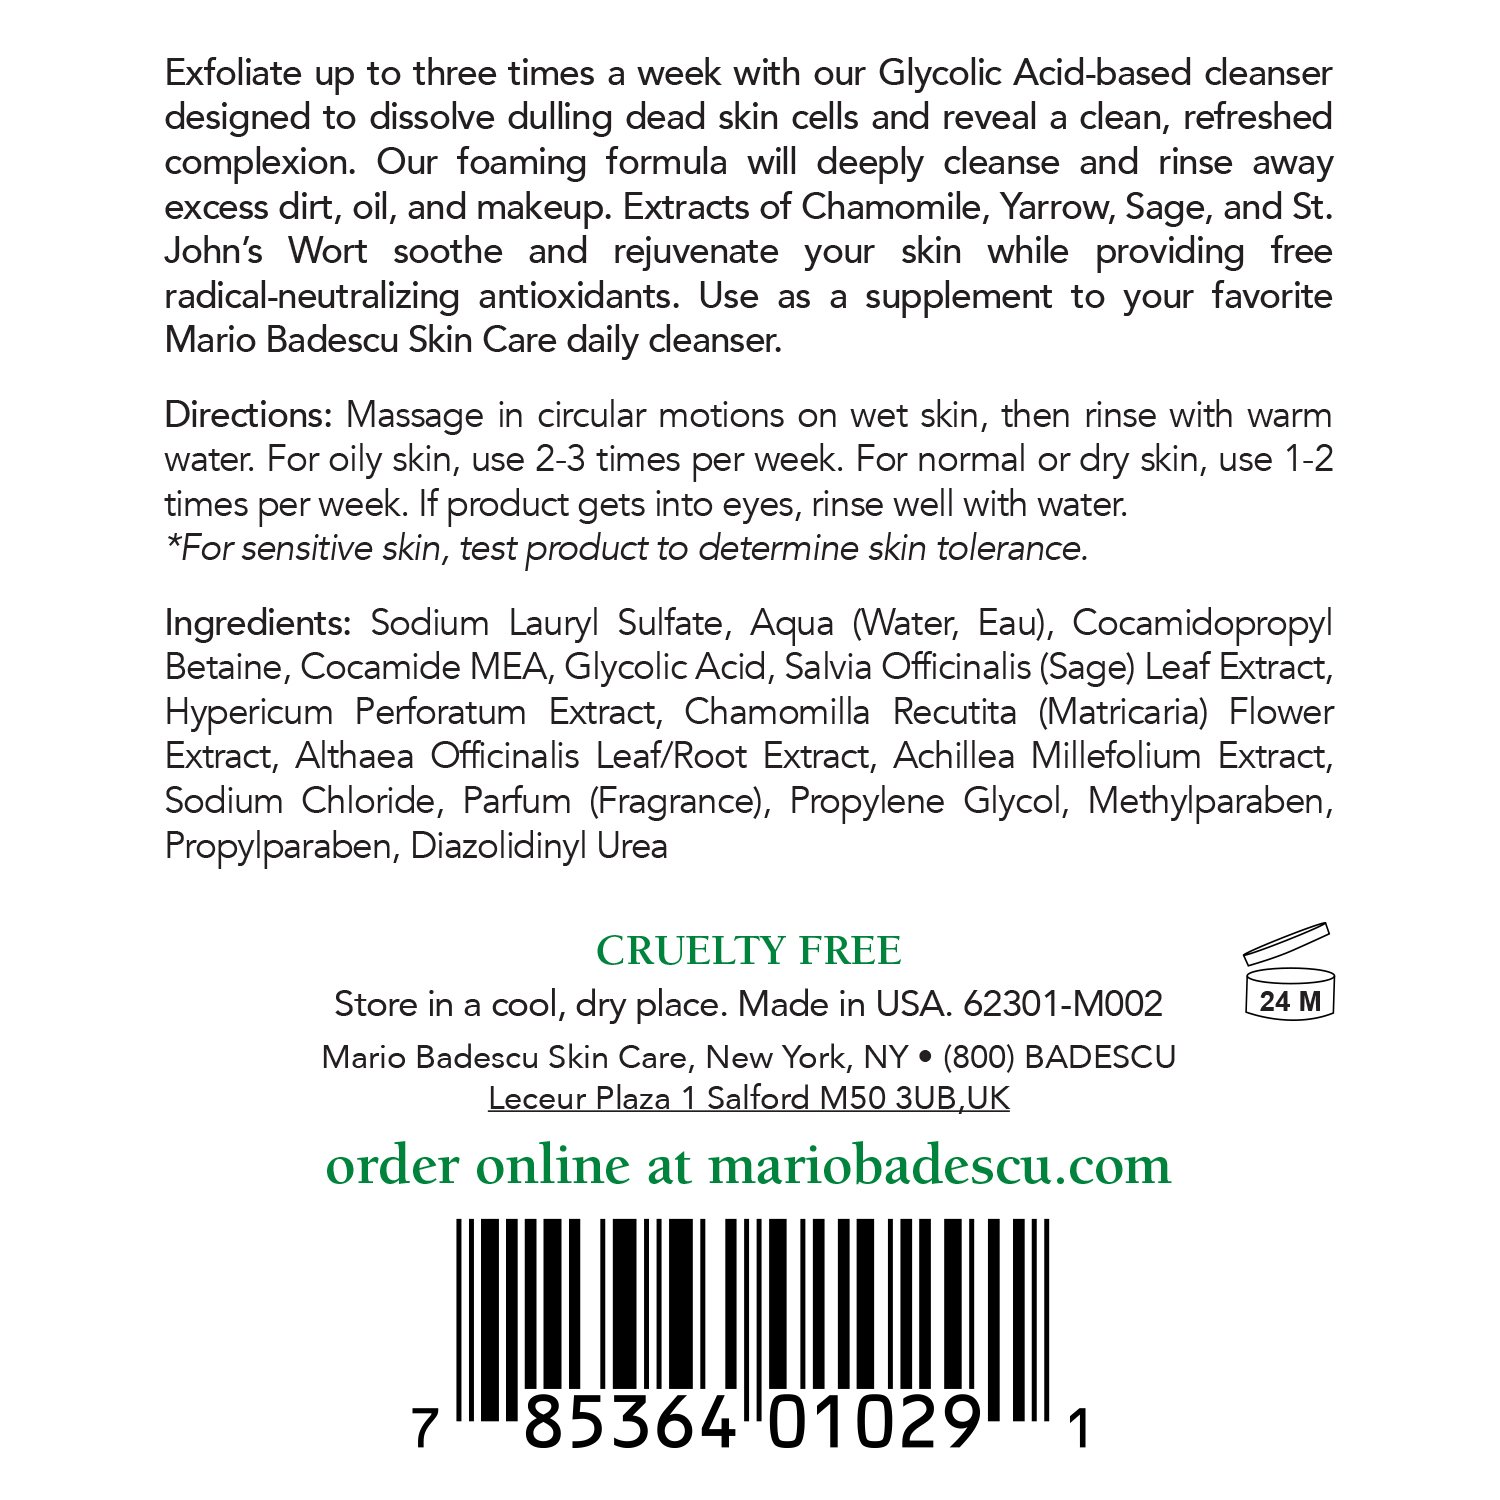 Exfoliate up to three times a week with our Glycolic Acid-based cleanser
designed to dissolve dulling dead skin cells and reveal a clean, refreshed
complexion. Our foaming formula will deeply cleanse and rinse away
excess dirt, oil, and makeup. Extracts of Chamomile, Yarrow, Sage, and St.
John's Wort soothe and rejuvenate your skin while providing free
radical-neutralizing antioxidants. Use as a supplement to your favorite
Mario Badescu Skin Care daily cleanser.
Directions: Massage in circular motions on wet skin, then rinse with warm
water. For oily skin, use 2-3 times per week. For normal or dry skin, use 1-2
times per week. If product gets into eyes, rinse well with water.
*For sensitive skin, test product to determine skin tolerance.
Ingredients: Sodium Lauryl Sulfate, Aqua (Water, Eau), Cocamidopropyl
Betaine, Cocamide MEA, Glycolic Acid, Salvia Officinalis (Sage) Leaf Extract,
Hypericum Perforatum Extract, Chamomilla Recutita (Matricaria) Flower
Extract, Althaea Officinalis Leaf/Root Extract, Achillea Millefolium Extract,
Sodium Chloride, Parfum (Fragrance), Propylene Glycol, Methylparaben,
Propylparaben, Diazolidinyl Urea
CRUELTY FREE
Store in a cool, dry place. Made in USA. 62301-M002
24 M
Mario Badescu Skin Care, New York, NY • (800) BADESCU
Leceur Plaza 1 Salford M50 3UB,UK
order online at mariobadescu.com
7 85364 01029 1